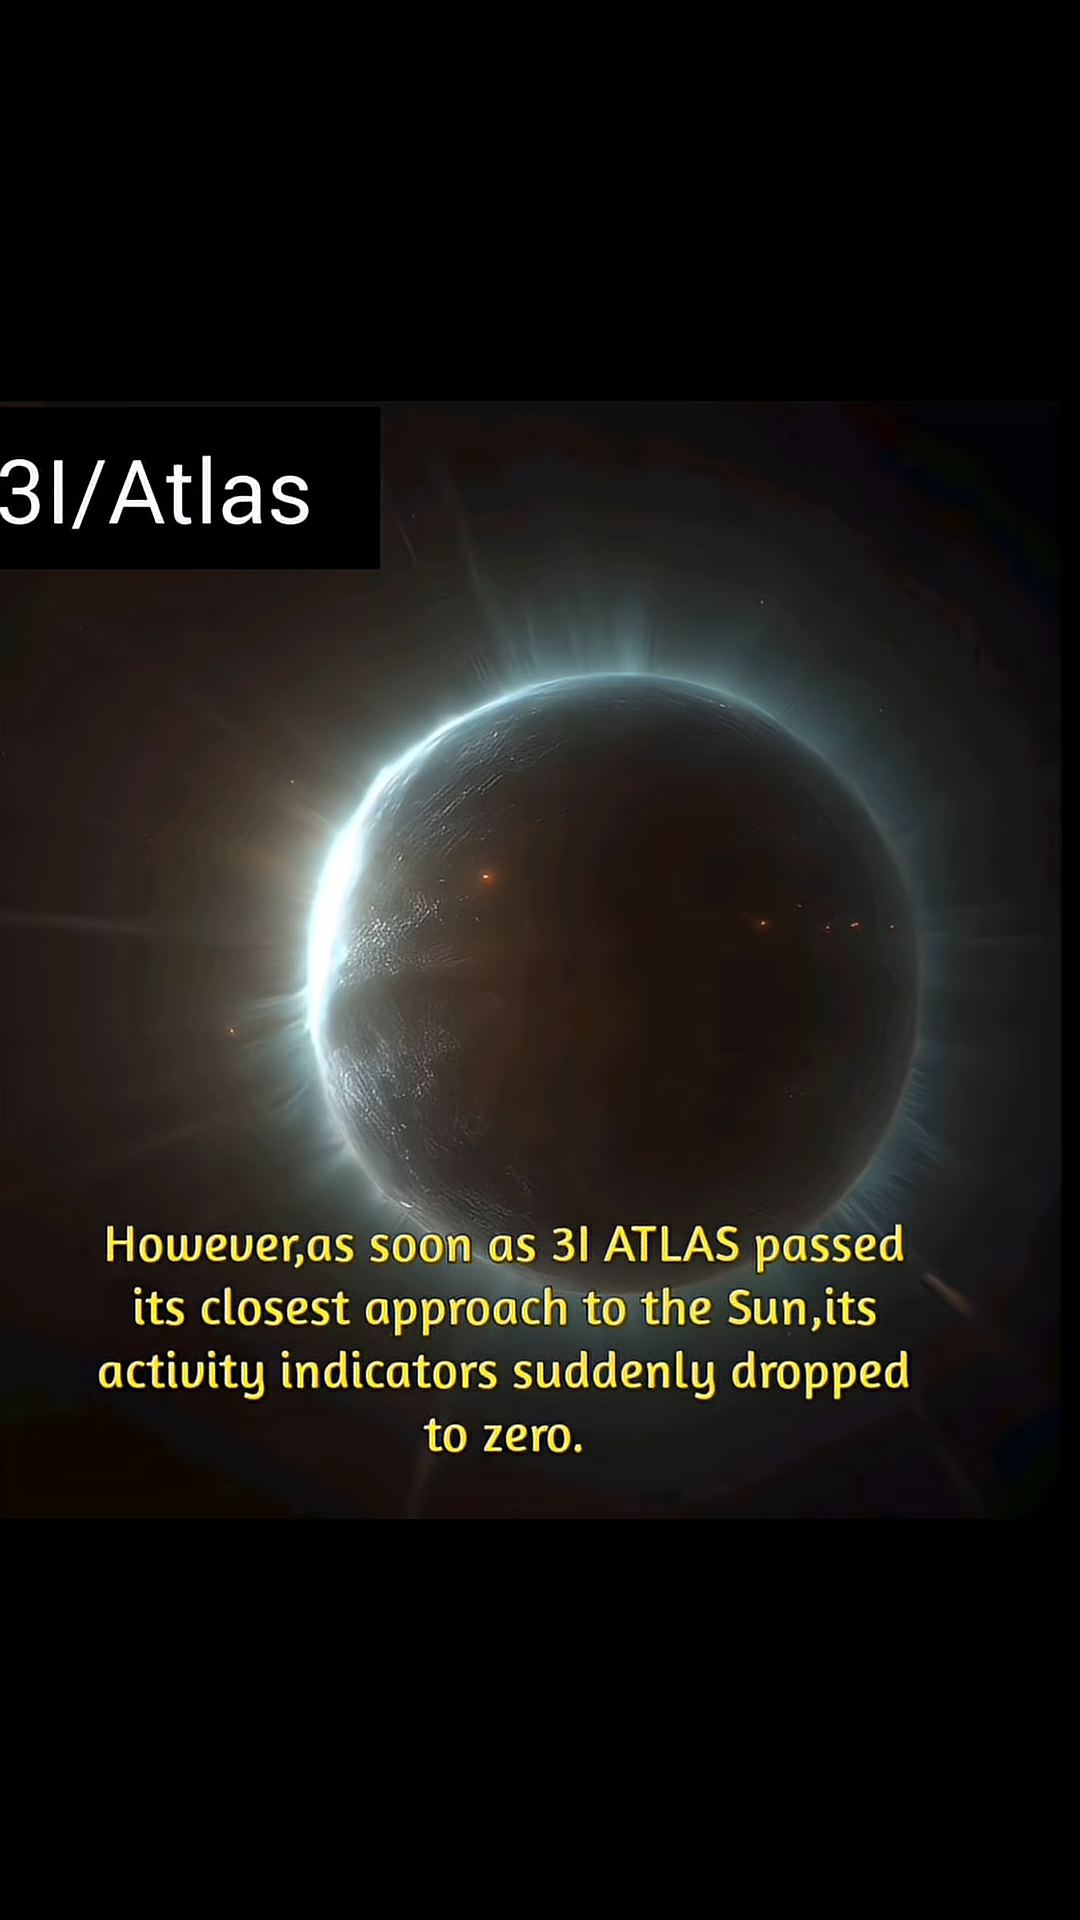 3I/Atlas
However,as soon as 3I ATLAS passed
its closest approach to the Sun,its
activity indicators suddenly dropped
to zero.